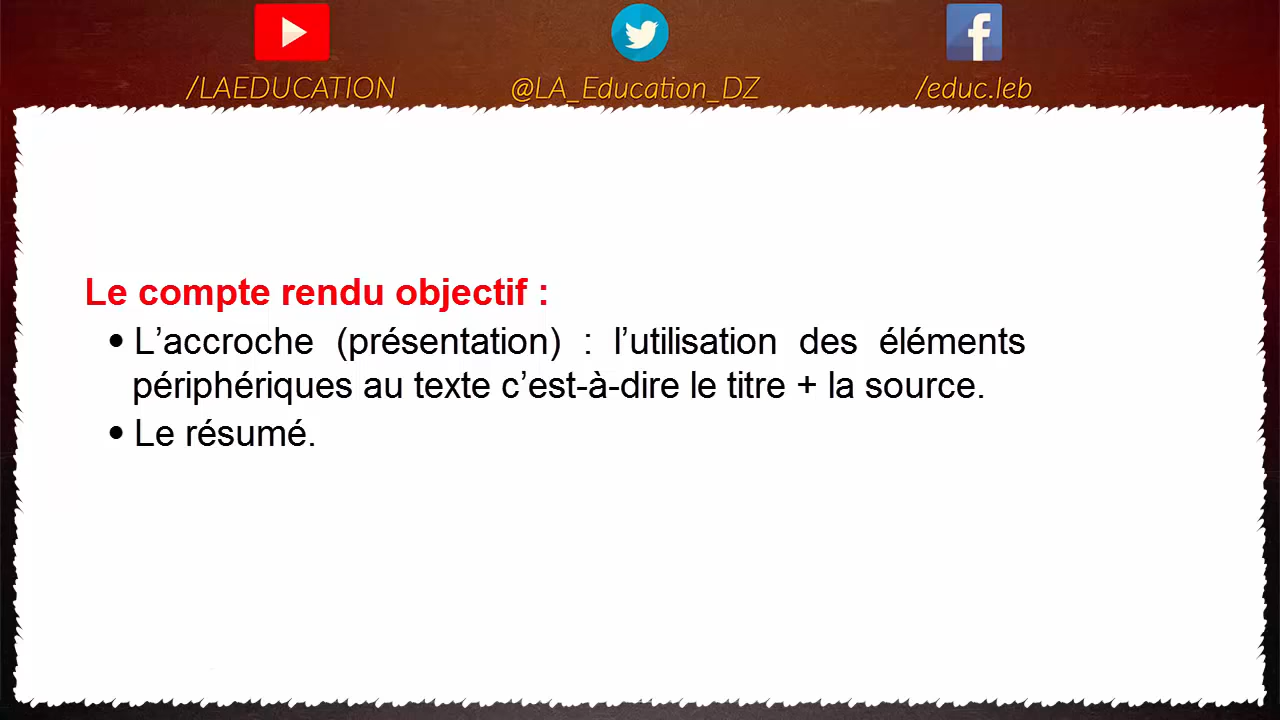 /LAEDUCATION
@LA_Education_DZ
/educ.leb
Le compte rendu objectif :
• L’accroche (présentation) : l’utilisation des éléments
périphériques au texte c’est-à-dire le titre + la source.
• Le résumé.